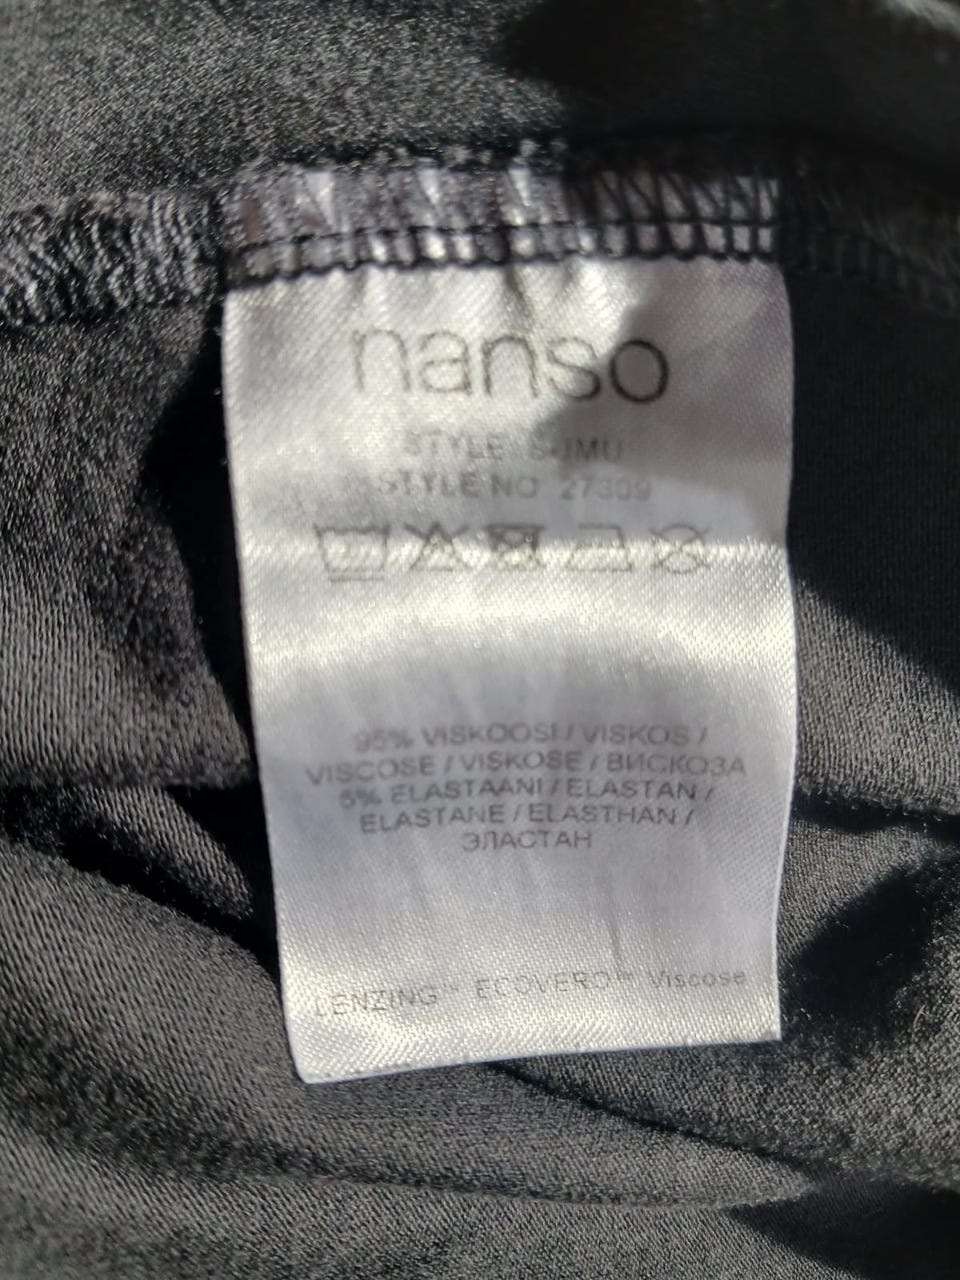 nanso
STYLE SUMU
STYLE NO 27309
95% VISKOOSI / VISKOS /
VISCOSE / VISKOSE / ВИСКОЗА
5% ELASTAANI / ELASTAN /
ELASTANE / ELASTHAN /
ЭЛАСТАН
LENZING™ ECOVERO™ Viscose